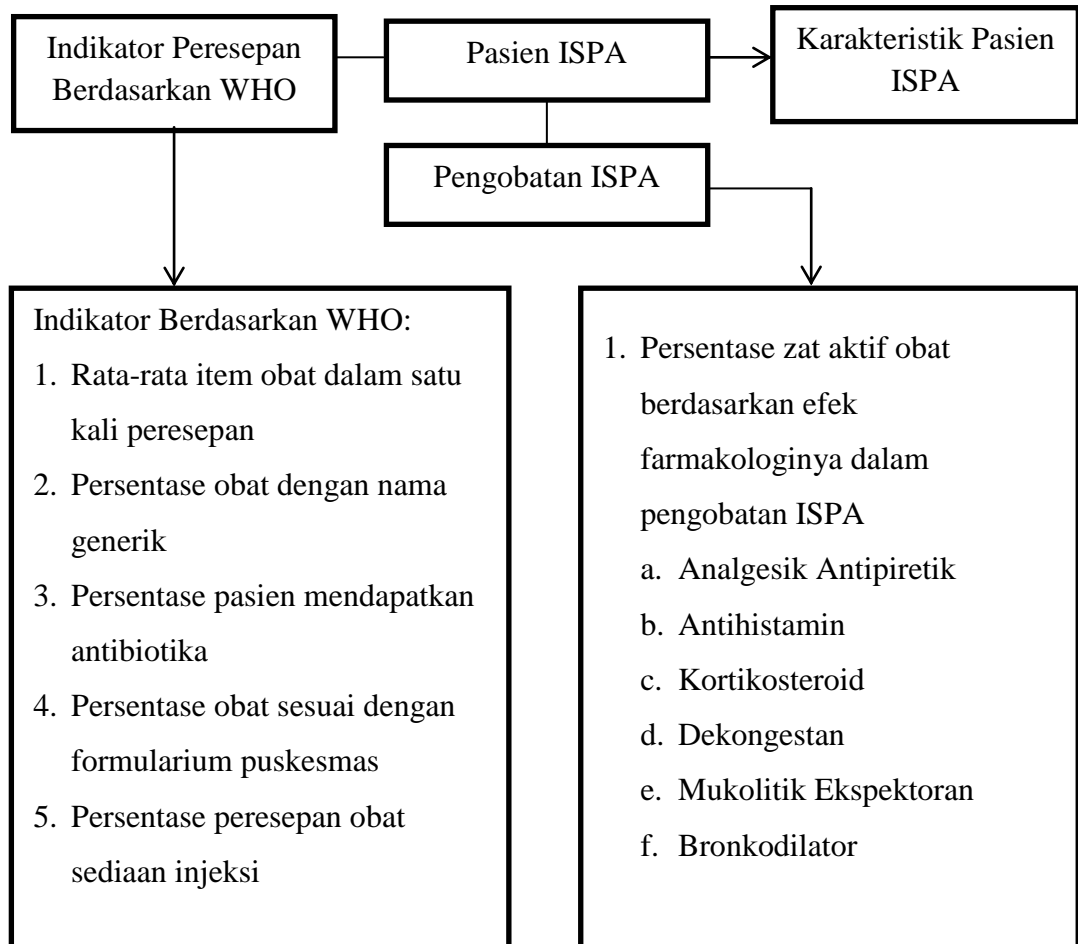 Indikator Peresepan
Berdasarkan WHO
Pasien ISPA
Karakteristik Pasien
ISPA
Pengobatan ISPA
Indikator Berdasarkan WHO:
1. Rata-rata item obat dalam satu
kali peresepan
2. Persentase obat dengan nama
generik
3. Persentase pasien mendapatkan
antibiotika
4. Persentase obat sesuai dengan
formularium puskesmas
5. Persentase peresepan obat
sediaan injeksi
1. Persentase zat aktif obat
berdasarkan efek
farmakologinya dalam
pengobatan ISPA
a. Analgesik Antipiretik
b. Antihistamin
c. Kortikosteroid
d. Dekongestan
e. Mukolitik Ekspektoran
f. Bronkodilator